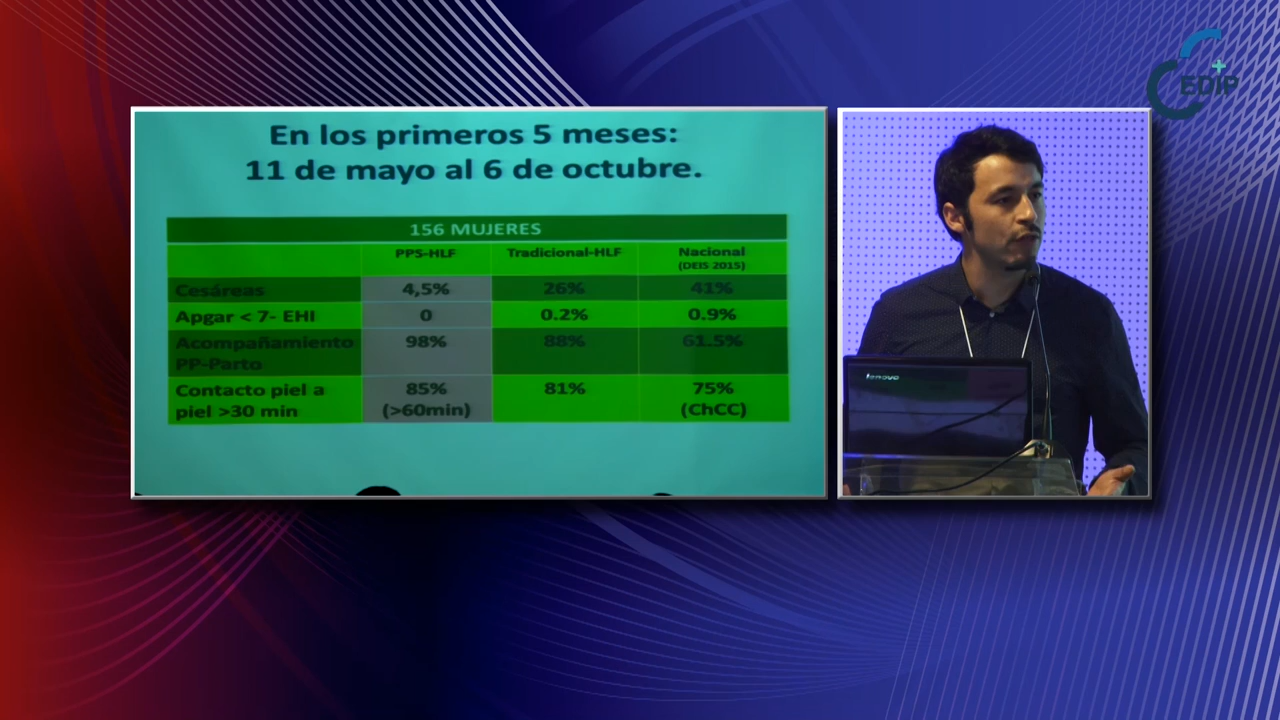 En los primeros 5 meses:
11 de mayo al 6 de octubre.
156 MUJERES
PPS-HLF Tradicional-HLF Nacional
(DEIS 2015)
Cesáreas 4,5% 26% 41%
Apgar < 7- EHI 0 0.2% 0.9%
Acompañamiento 98% 88% 61.5%
PP-Parto
Contacto piel a 85% 81% 75%
piel >30 min (>60min) (ChCC)
CEDIP
lenovo